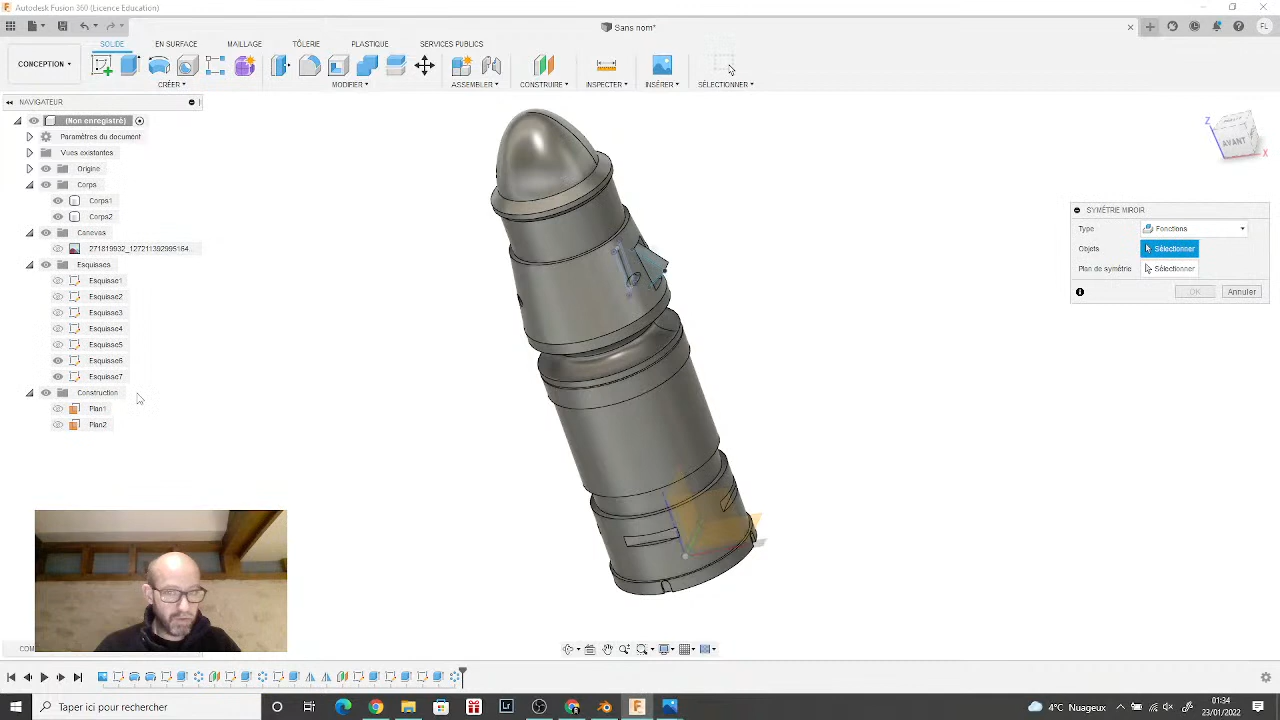 Autodesk Fusion 360 (Licence Education)
Sans nom*
FL
SOLIDE
EN SURFACE
MAILLAGE
TÔLERIE
PLASTIQUE
SERVICES PUBLICS
CONCEPTION
CRÉER
MODIFIER
ASSEMBLER
CONSTRUIRE
INSPECTER
INSÉRER
SÉLECTIONNER
NAVIGATEUR
(Non enregistré)
Paramètres du document
Vues existantes
Origine
Corps
Corps1
Corps2
Canevas
271819932_127211392995164...
Esquisses
Esquisse1
Esquisse2
Esquisse3
Esquisse4
Esquisse5
Esquisse6
Esquisse7
Construction
Plan1
Plan2
Z
AVANT
X
SYMÉTRIE MIROIR
Type
Fonctions
Objets
Sélectionner
Plan de symétrie
Sélectionner
OK
Annuler
Taper ici pour rechercher
4°C Nuageux
01:34
23/01/2022